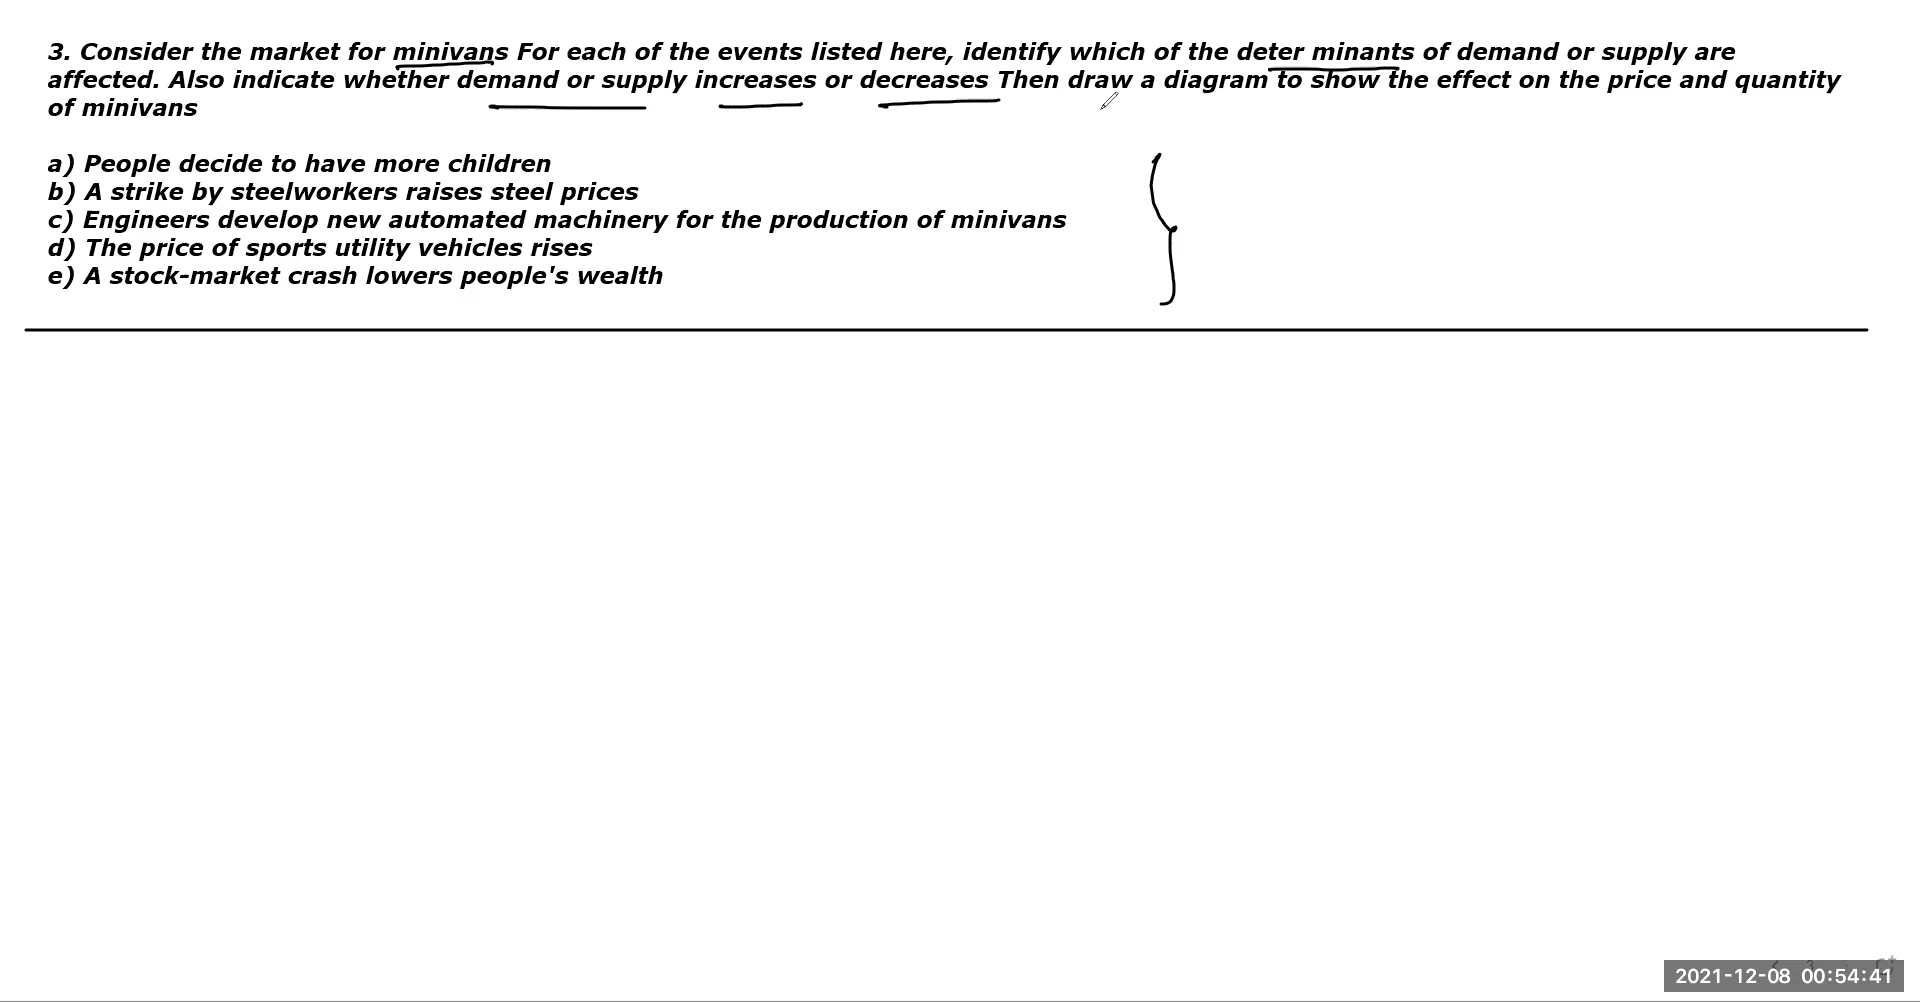 3. Consider the market for minivans For each of the events listed here, identify which of the deter minants of demand or supply are
affected. Also indicate whether demand or supply increases or decreases Then draw a diagram to show the effect on the price and quantity
of minivans
a) People decide to have more children
b) A strike by steelworkers raises steel prices
c) Engineers develop new automated machinery for the production of minivans
d) The price of sports utility vehicles rises
e) A stock-market crash lowers people's wealth
2021-12-08 00:54:41